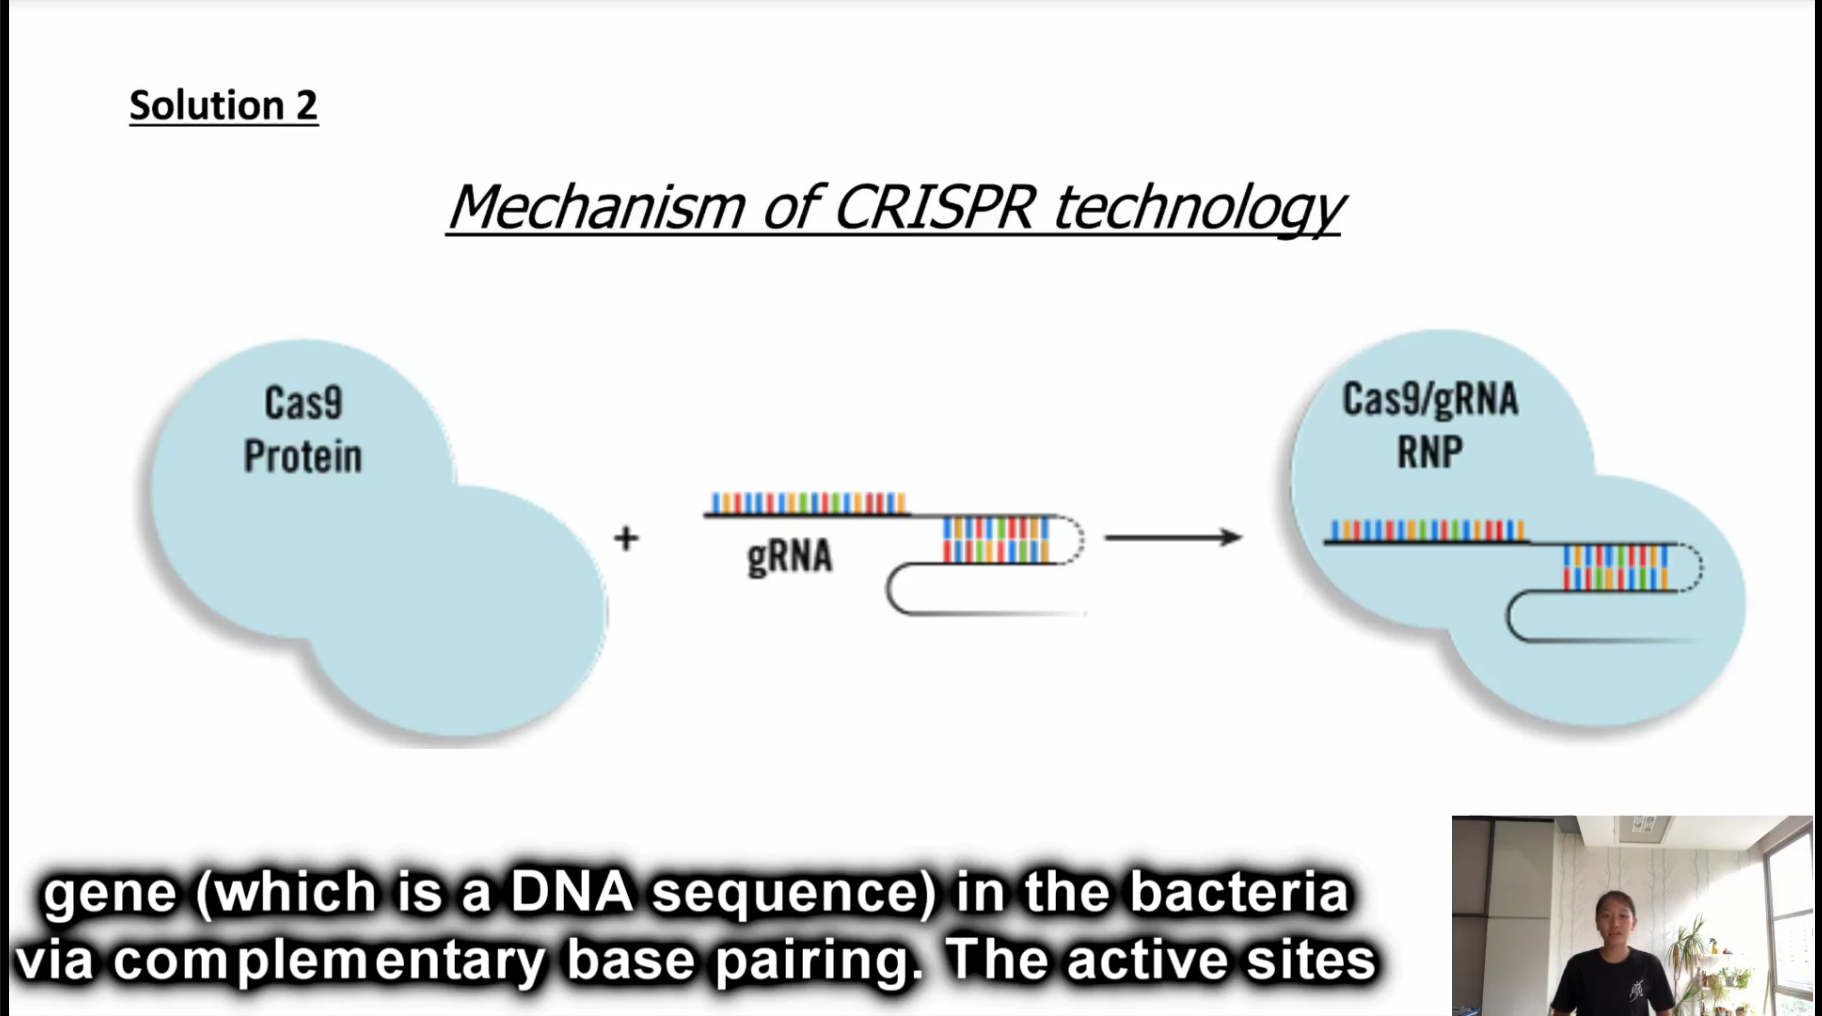 Solution 2
Mechanism of CRISPR technology
Cas9
Protein
+
gRNA
Cas9/gRNA
RNP
gene (which is a DNA sequence) in the bacteria
via complementary base pairing. The active sites